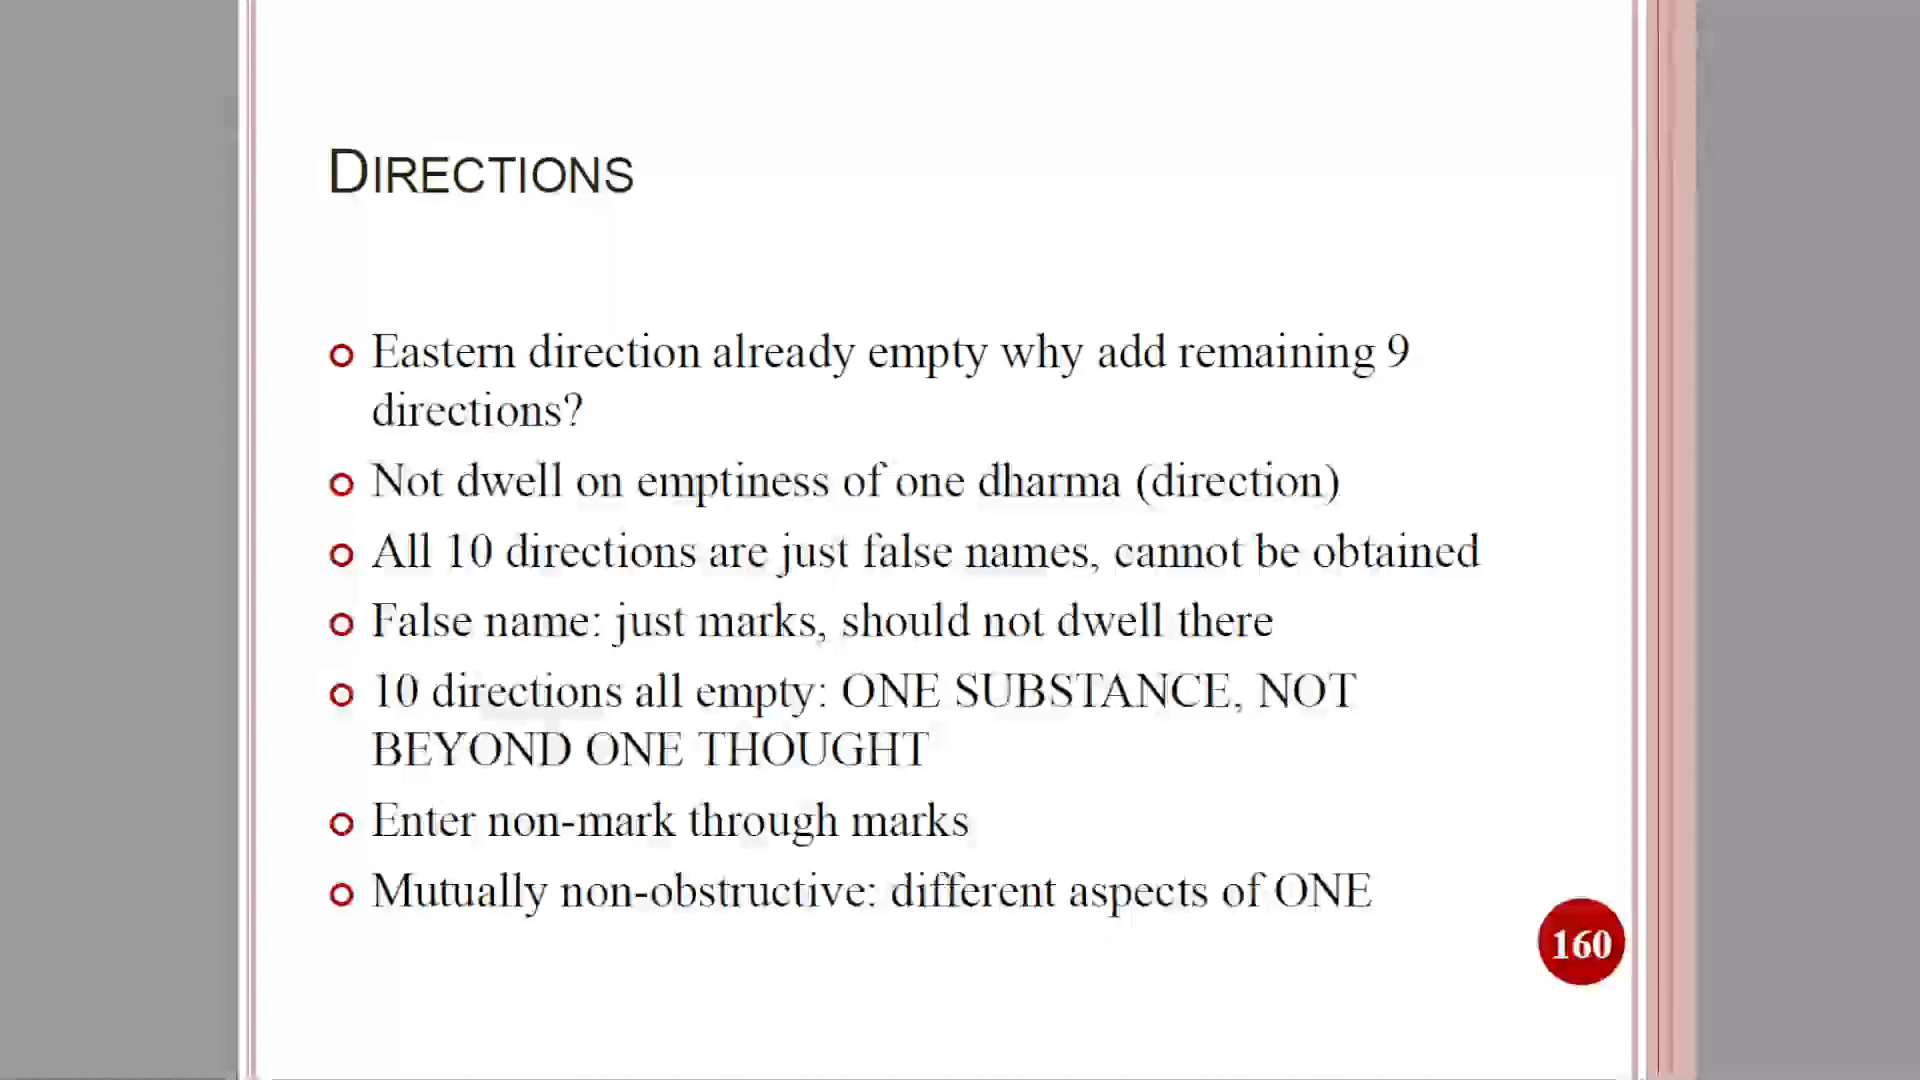 DIRECTIONS
Eastern direction already empty why add remaining 9
directions?
Not dwell on emptiness of one dharma (direction)
All 10 directions are just false names, cannot be obtained
False name: just marks, should not dwell there
10 directions all empty: ONE SUBSTANCE, NOT
BEYOND ONE THOUGHT
Enter non-mark through marks
Mutually non-obstructive: different aspects of ONE
160